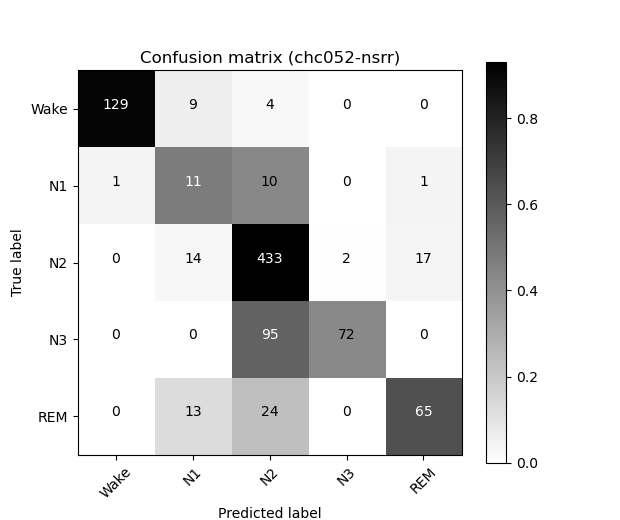 Confusion matrix (chc052-nsrr)
True label
Wake 129 9 4 0 0
N1 1 11 10 0 1
N2 0 14 433 2 17
N3 0 0 95 72 0
REM 0 13 24 0 65
Wake N1 N2 N3 REM
Predicted label
0.8
0.6
0.4
0.2
0.0